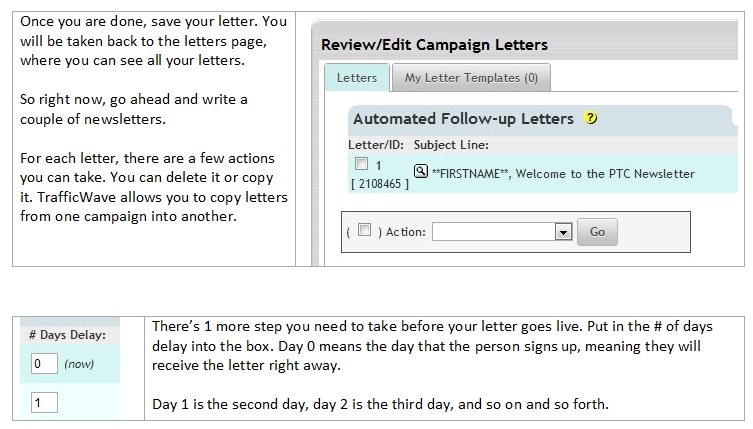 Once you are done, save your letter. You
will be taken back to the letters page,
where you can see all your letters.
So right now, go ahead and write a
couple of newsletters.
For each letter, there are a few actions
you can take. You can delete it or copy
it. TrafficWave allows you to copy letters
from one campaign into another.
Review/Edit Campaign Letters
Letters My Letter Templates (0)
Automated Follow-up Letters ?
Letter/ID: Subject Line:
1
[ 2108465 ] **FIRSTNAME**, Welcome to the PTC Newsletter
( ) Action: Go
# Days Delay:
0 (now)
1
There's 1 more step you need to take before your letter goes live. Put in the # of days
delay into the box. Day 0 means the day that the person signs up, meaning they will
receive the letter right away.
Day 1 is the second day, day 2 is the third day, and so on and so forth.